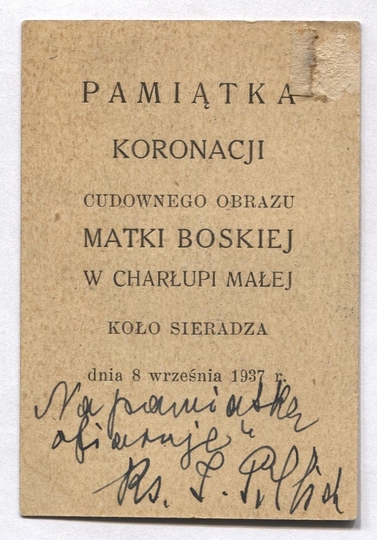 PAMIĄTKA
KORONACJI
CUDOWNEGO OBRAZU
MATKI BOSKIEJ
W CHARŁUPI MAŁEJ
KOŁO SIERADZA
dnia 8 września 1937 r.
Na pamiątkę
ofiaruję
Ks. J.